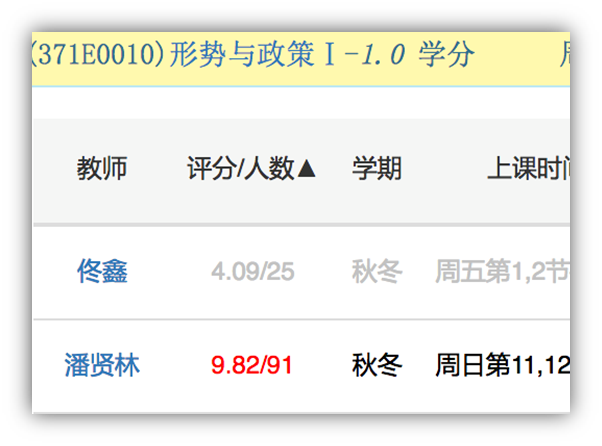 (371E0010)形势与政策Ⅰ-1.0 学分
教师 评分/人数▲ 学期 上课时间
佟鑫 4.09/25 秋冬 周五第1,2节
潘贤林 9.82/91 秋冬 周日第11,12